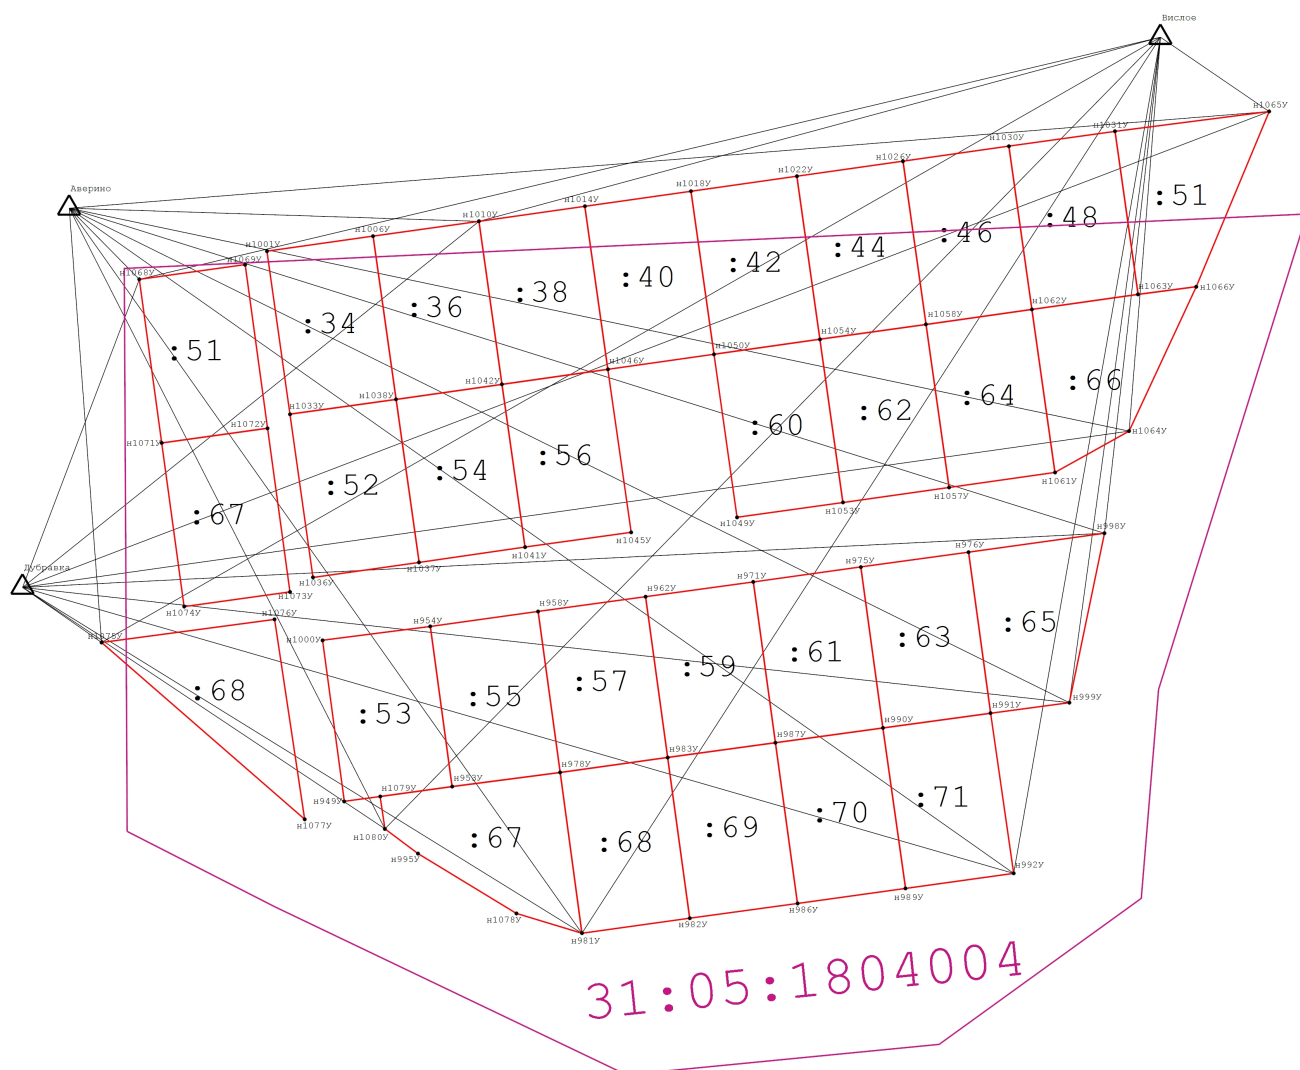 Вислое
н1065У
н1031У
н1030У
н1026У
н1022У
н1018У
Аверино
:51
н1014У
н1010У
:48
н1006У
:46
н1001У
:44
н1069У
:42
н1068У
:40
н1066У
н1063У
:38
н1062У
:36
н1058У
:34
н1054У
:51
н1050У
н1046У
:66
н1042У
:64
н1038У
н1033У
:62
н1072У
:60
н1064У
н1071У
:56
:54
н1061У
:52
н1057У
н1053У
:67
н1049У
н998У
н1045У
н976У
н1041У
н975У
Дубравка
н1037У
н971У
н1036У
н962У
н1073У
н958У
н1074У
н1076У
н954У
:65
н1075У
н1000У
:63
:61
:59
:57
:68
:55
н999У
н991У
:53
н990У
н987У
н983У
н978У
н953У
н1079У
:71
н949У
:70
н1077У
:69
н1080У
:67
:68
н995У
н992У
н989У
н986У
н1078У
н982У
н981У
31:05:1804004